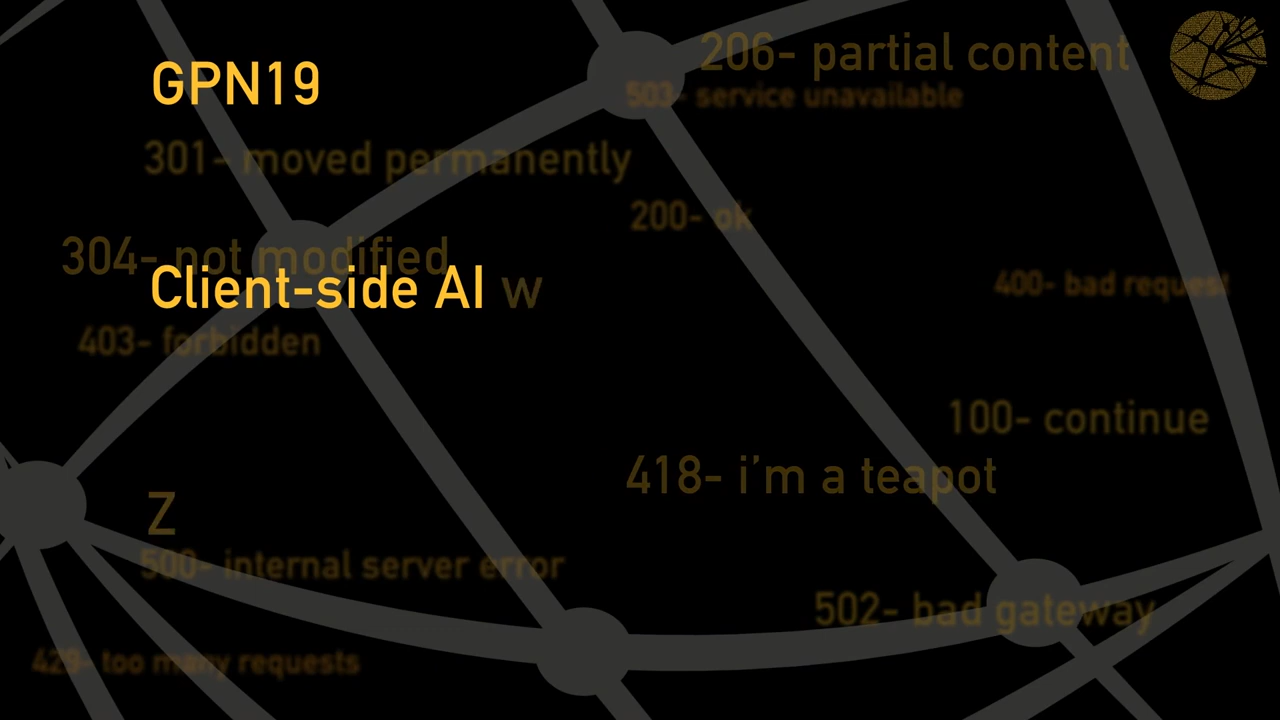 GPN19
206- partial content
503- service unavailable
301- moved permanently
200- ok
304- not modified
Client-side AI w
400- bad request
403- forbidden
100- continue
418- i'm a teapot
Z
500- internal server error
502- bad gateway
429- too many requests